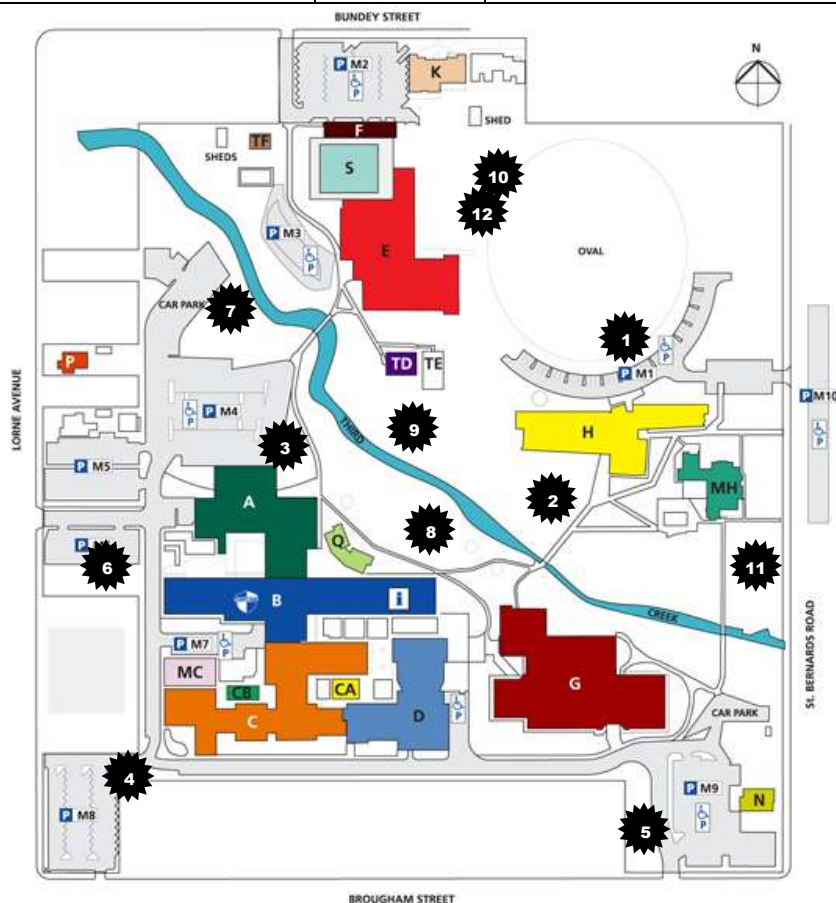 BUNDEY STREET
N
P M2
P
K
SHED
F
TF
SHEDS
S
10
12
P M3
P
E
OVAL
CAR PARK
7
1
P
P M1
P
TD
TE
LORNE AVENUE
P M10
P
P
P M4
9
THIRD
H
3
P M5
MH
A
2
8
Q
P
6
11
B
i
CREEK
St. BERNARDS ROAD
P M7
P
MC
CB
CA
G
C
D
P
CAR PARK
4
P M8
P M9
P
N
5
BROUGHAM STREET